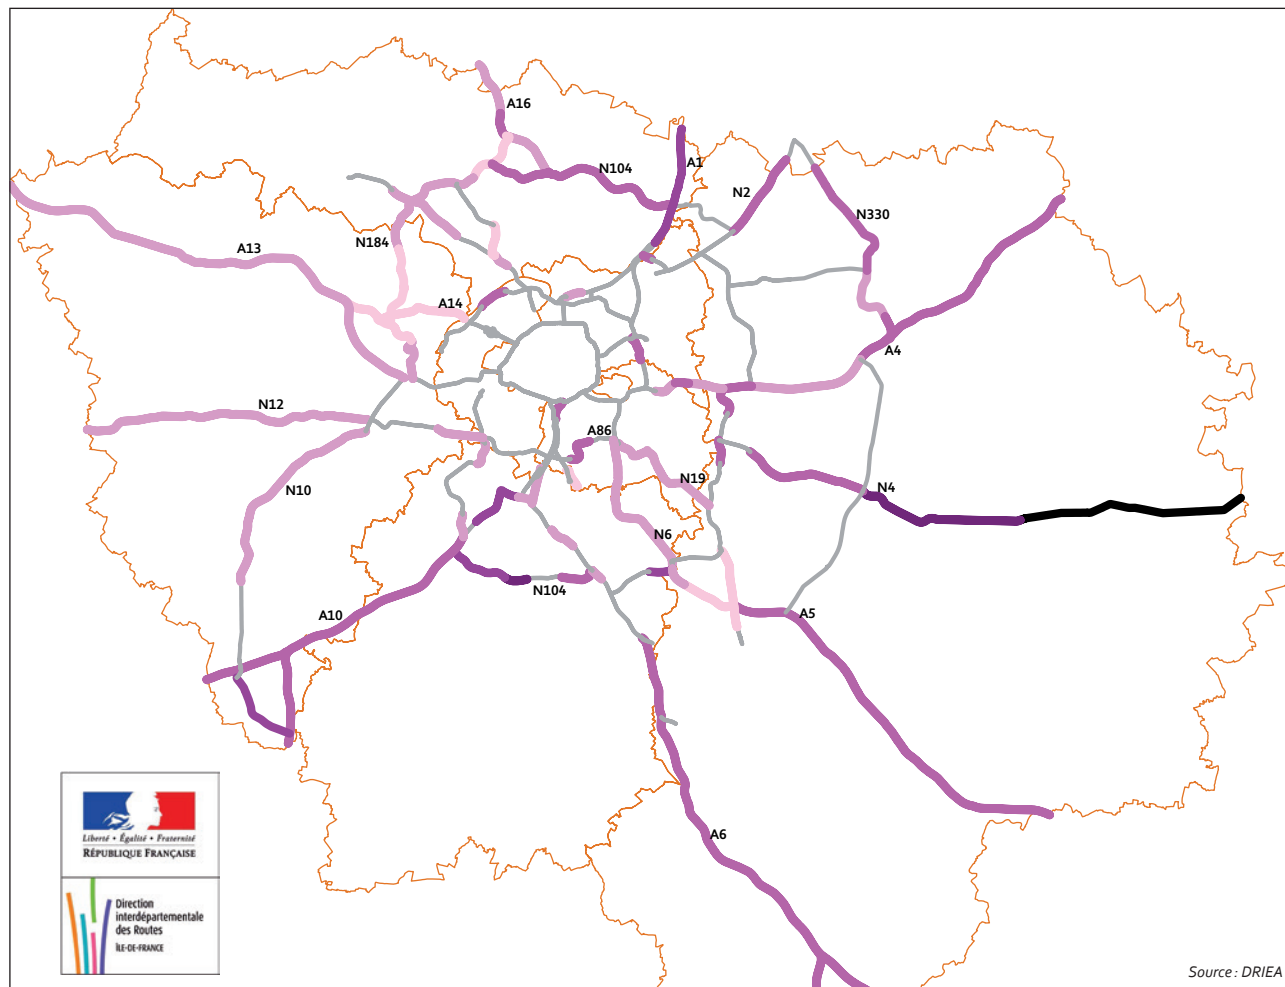 A16
N104
A1
N2
N330
A13
N184
A14
A4
N12
A86
N10
N19
N4
N6
N104
A10
A5
A6
Liberté • Égalité • Fraternité
RÉPUBLIQUE FRANÇAISE
Direction
interdépartementale
des Routes
ÎLE-DE-FRANCE
Source : DRIEA